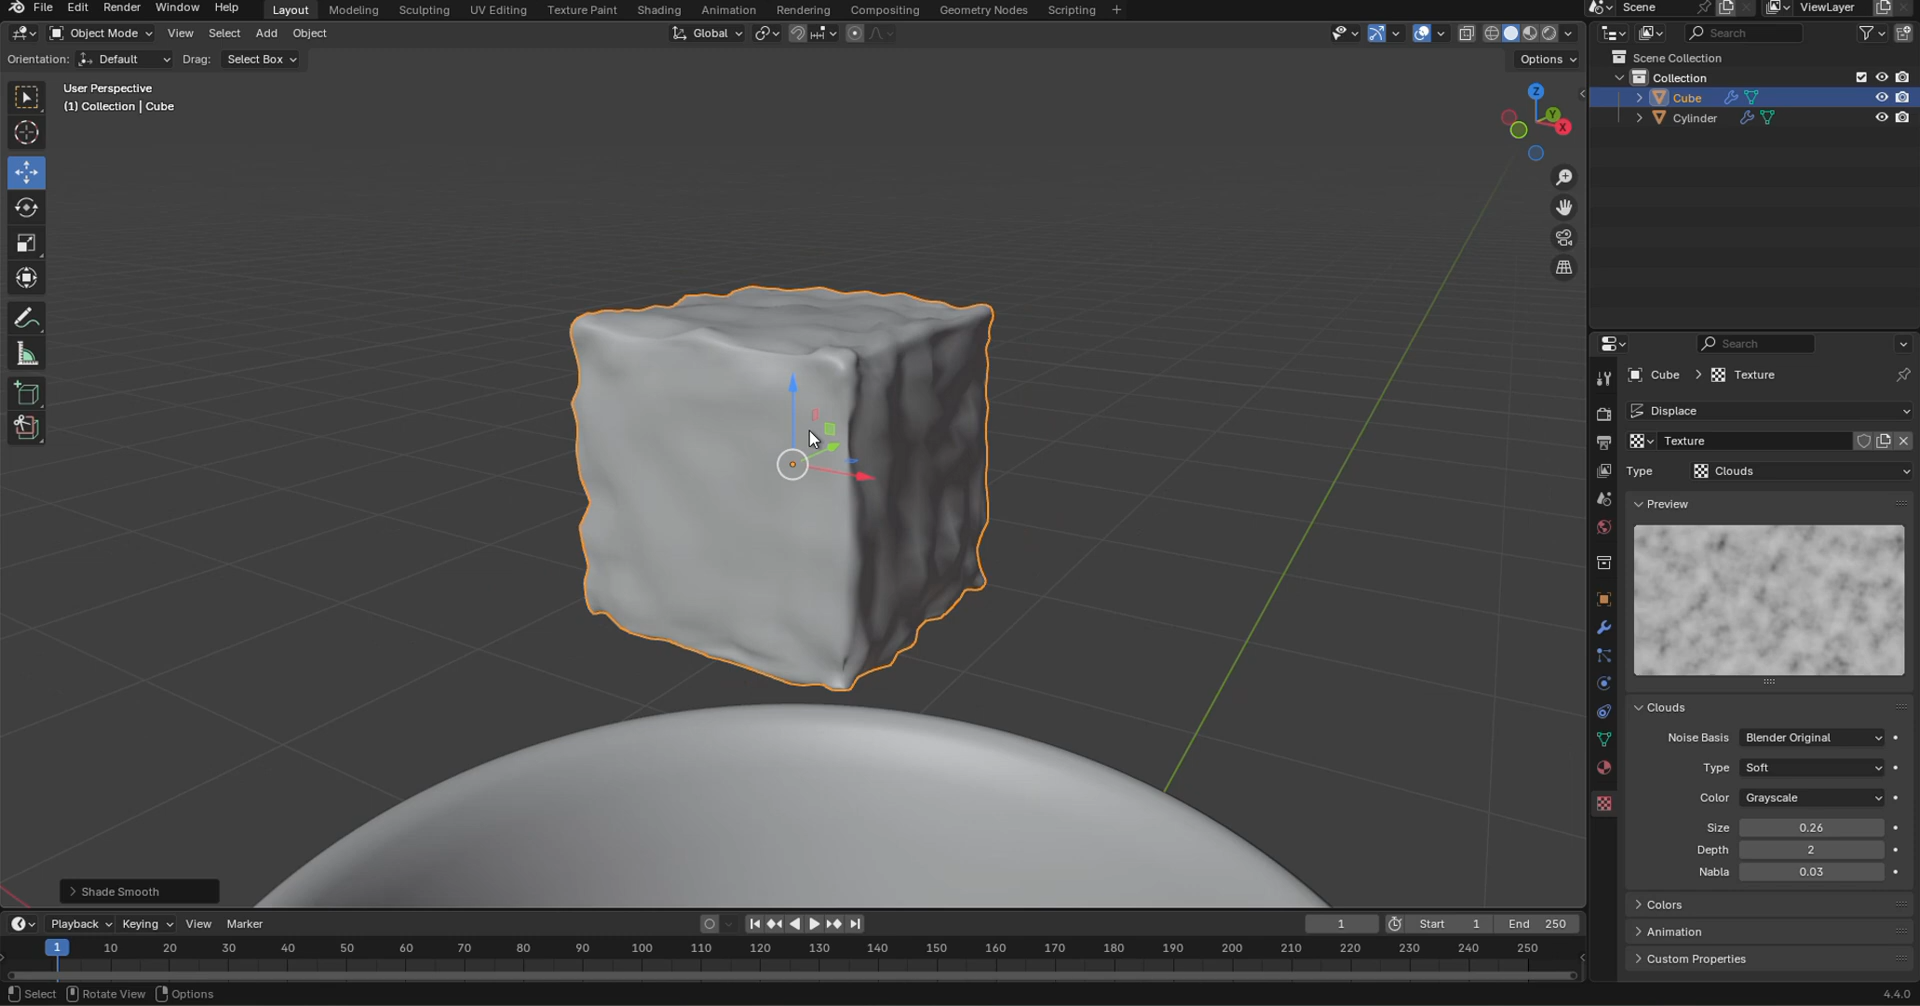 File Edit Render Window Help Layout Modeling Sculpting UV Editing Texture Paint Shading Animation Rendering Compositing Geometry Nodes Scripting + Scene ViewLayer
Object Mode View Select Add Object Global Search
Orientation: Default Drag: Select Box Options
User Perspective
(1) Collection | Cube
Z
Y
X
Scene Collection
Collection
Cube
Cylinder
Search
Cube Texture
Displace
Texture
Type Clouds
Preview
Clouds
Noise Basis Blender Original
Type Soft
Color Grayscale
Size 0.26
Depth 2
Nabla 0.03
Colors
Animation
Custom Properties
Shade Smooth
Playback Keying View Marker 1 Start 1 End 250
1 10 20 30 40 50 60 70 80 90 100 110 120 130 140 150 160 170 180 190 200 210 220 230 240 250
Select Rotate View Options 4.4.0